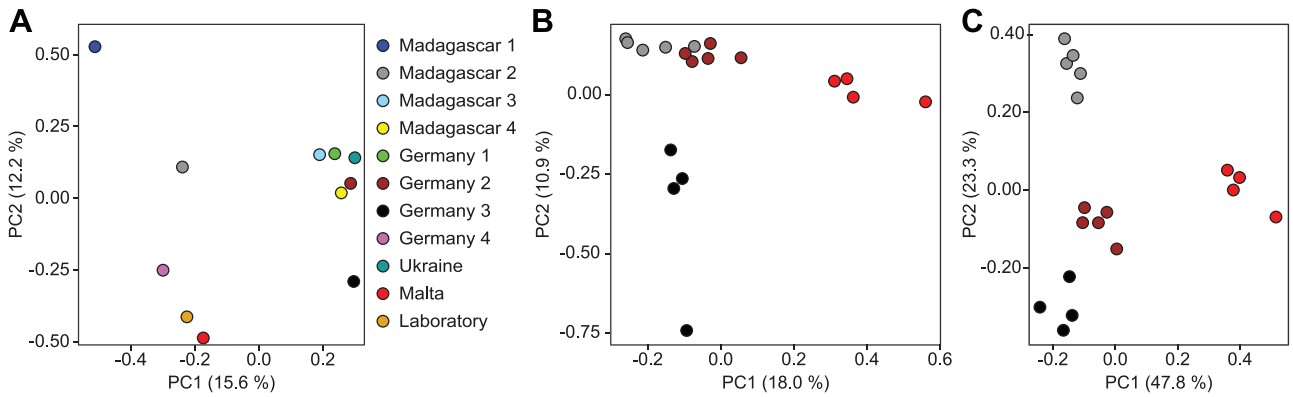 A
0.50
0.25
0.00
-0.25
-0.50
PC2 (12.2 %)
-0.4 -0.2 0.0 0.2
PC1 (15.6 %)
Madagascar 1
Madagascar 2
Madagascar 3
Madagascar 4
Germany 1
Germany 2
Germany 3
Germany 4
Ukraine
Malta
Laboratory
B
0.00
-0.25
-0.50
-0.75
PC2 (10.9 %)
-0.2 0.0 0.2 0.4 0.6
PC1 (18.0 %)
C
0.40
0.20
0.00
-0.20
PC2 (23.3 %)
-0.2 0.0 0.2 0.4
PC1 (47.8 %)